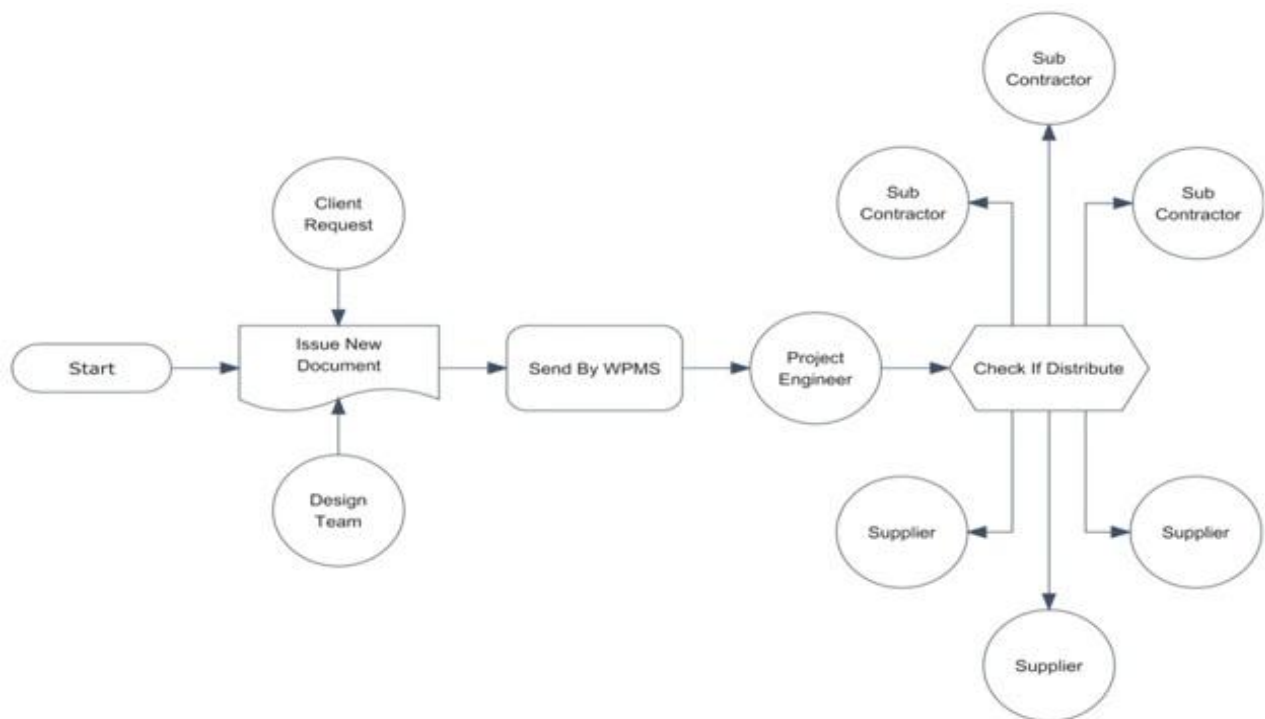 Sub
Contractor
Sub
Contractor
Sub
Contractor
Client
Request
Start
Issue New
Document
Send By WPMS
Project
Engineer
Check If Distribute
Design
Team
Supplier
Supplier
Supplier